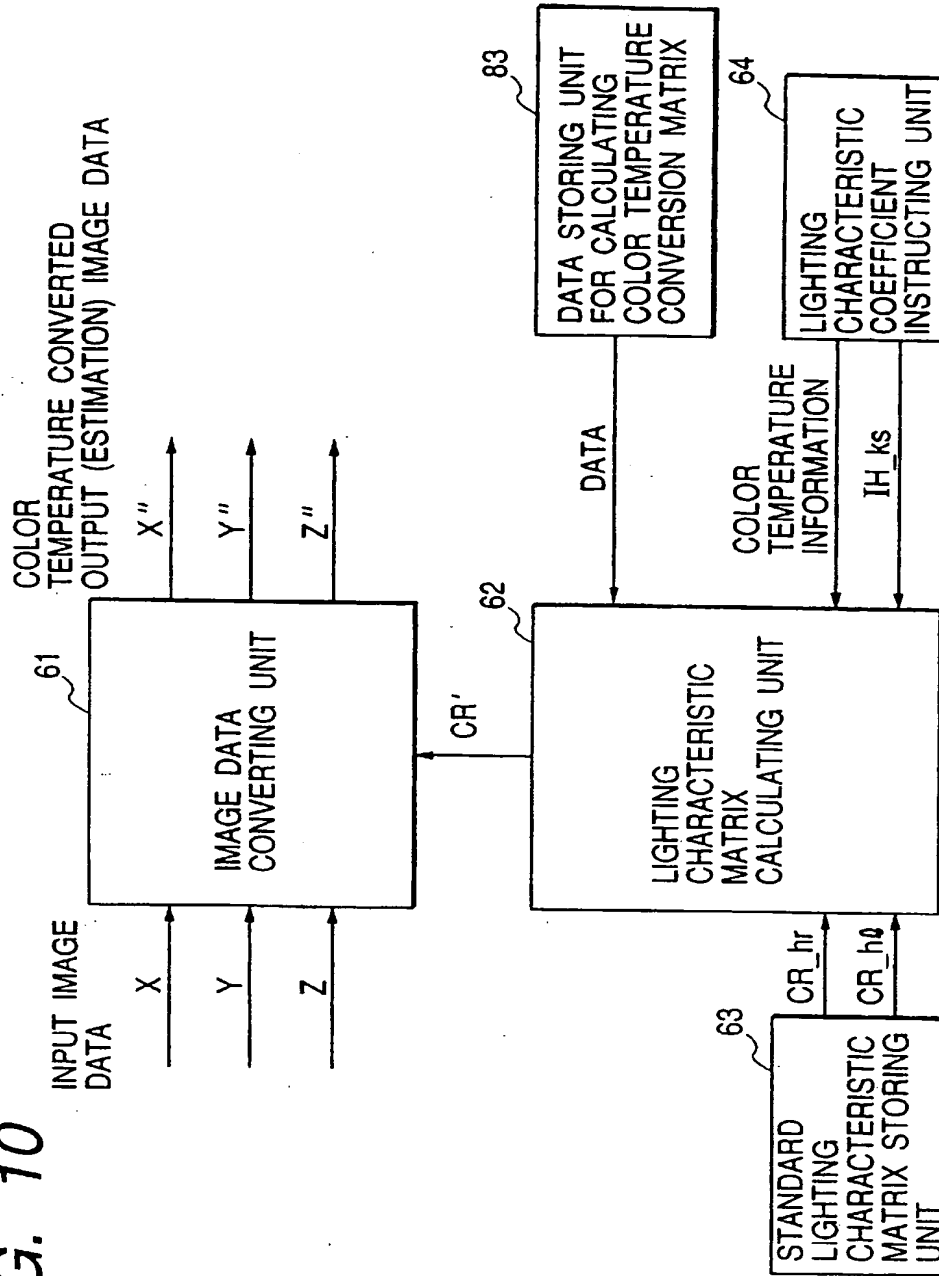 G. 10
INPUT IMAGE
DATA
X
Y
Z
61
IMAGE DATA
CONVERTING UNIT
COLOR
TEMPERATURE CONVERTED
OUTPUT (ESTIMATION) IMAGE DATA
X"
Y"
Z"
CR'
63
STANDARD
LIGHTING
CHARACTERISTIC
MATRIX STORING
UNIT
CR_hr
CR_hℓ
62
LIGHTING
CHARACTERISTIC
MATRIX
CALCULATING UNIT
DATA
83
DATA STORING UNIT
FOR CALCULATING
COLOR TEMPERATURE
CONVERSION MATRIX
COLOR
TEMPERATURE
INFORMATION
IH_ks
64
LIGHTING
CHARACTERISTIC
COEFFICIENT
INSTRUCTING UNIT